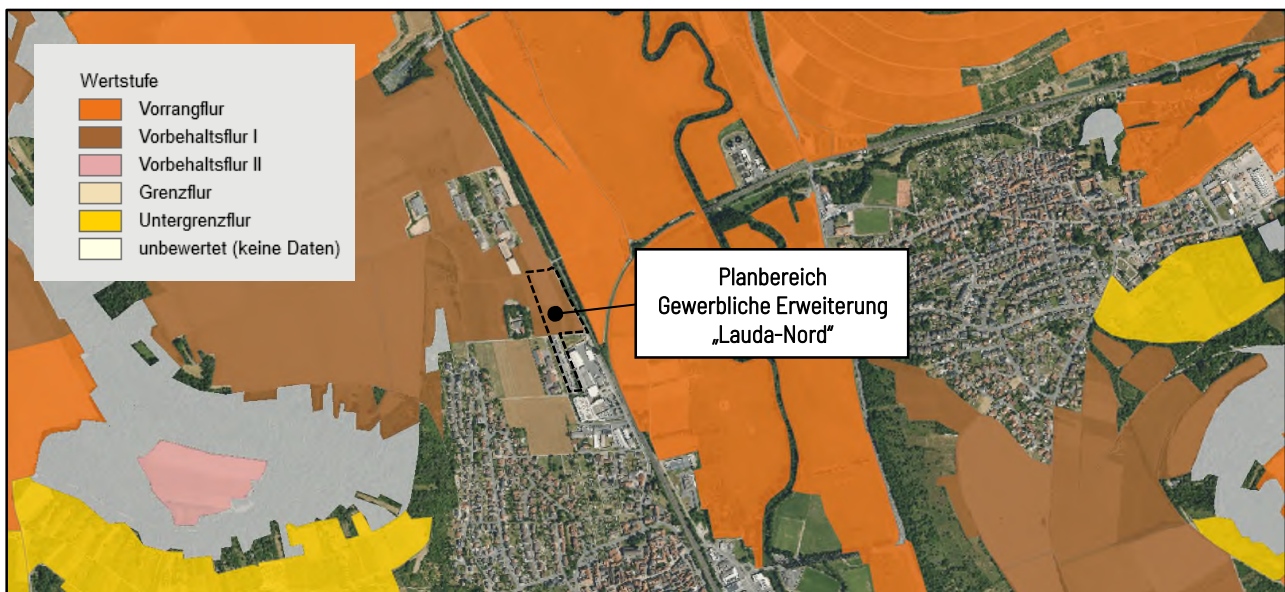 Wertstufe
Vorrangflur
Vorbehaltsflur I
Vorbehaltsflur II
Grenzflur
Untergrenzflur
unbewertet (keine Daten)
Planbereich
Gewerbliche Erweiterung
„Lauda-Nord“